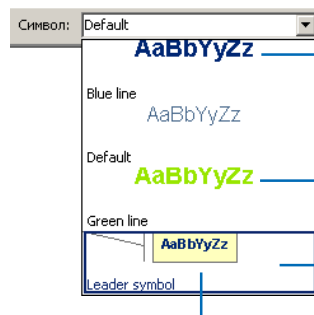 Символ: Default
AaBbYyZz
Blue line
AaBbYyZz
Default
AaBbYyZz
Green line
AaBbYyZz
Leader symbol